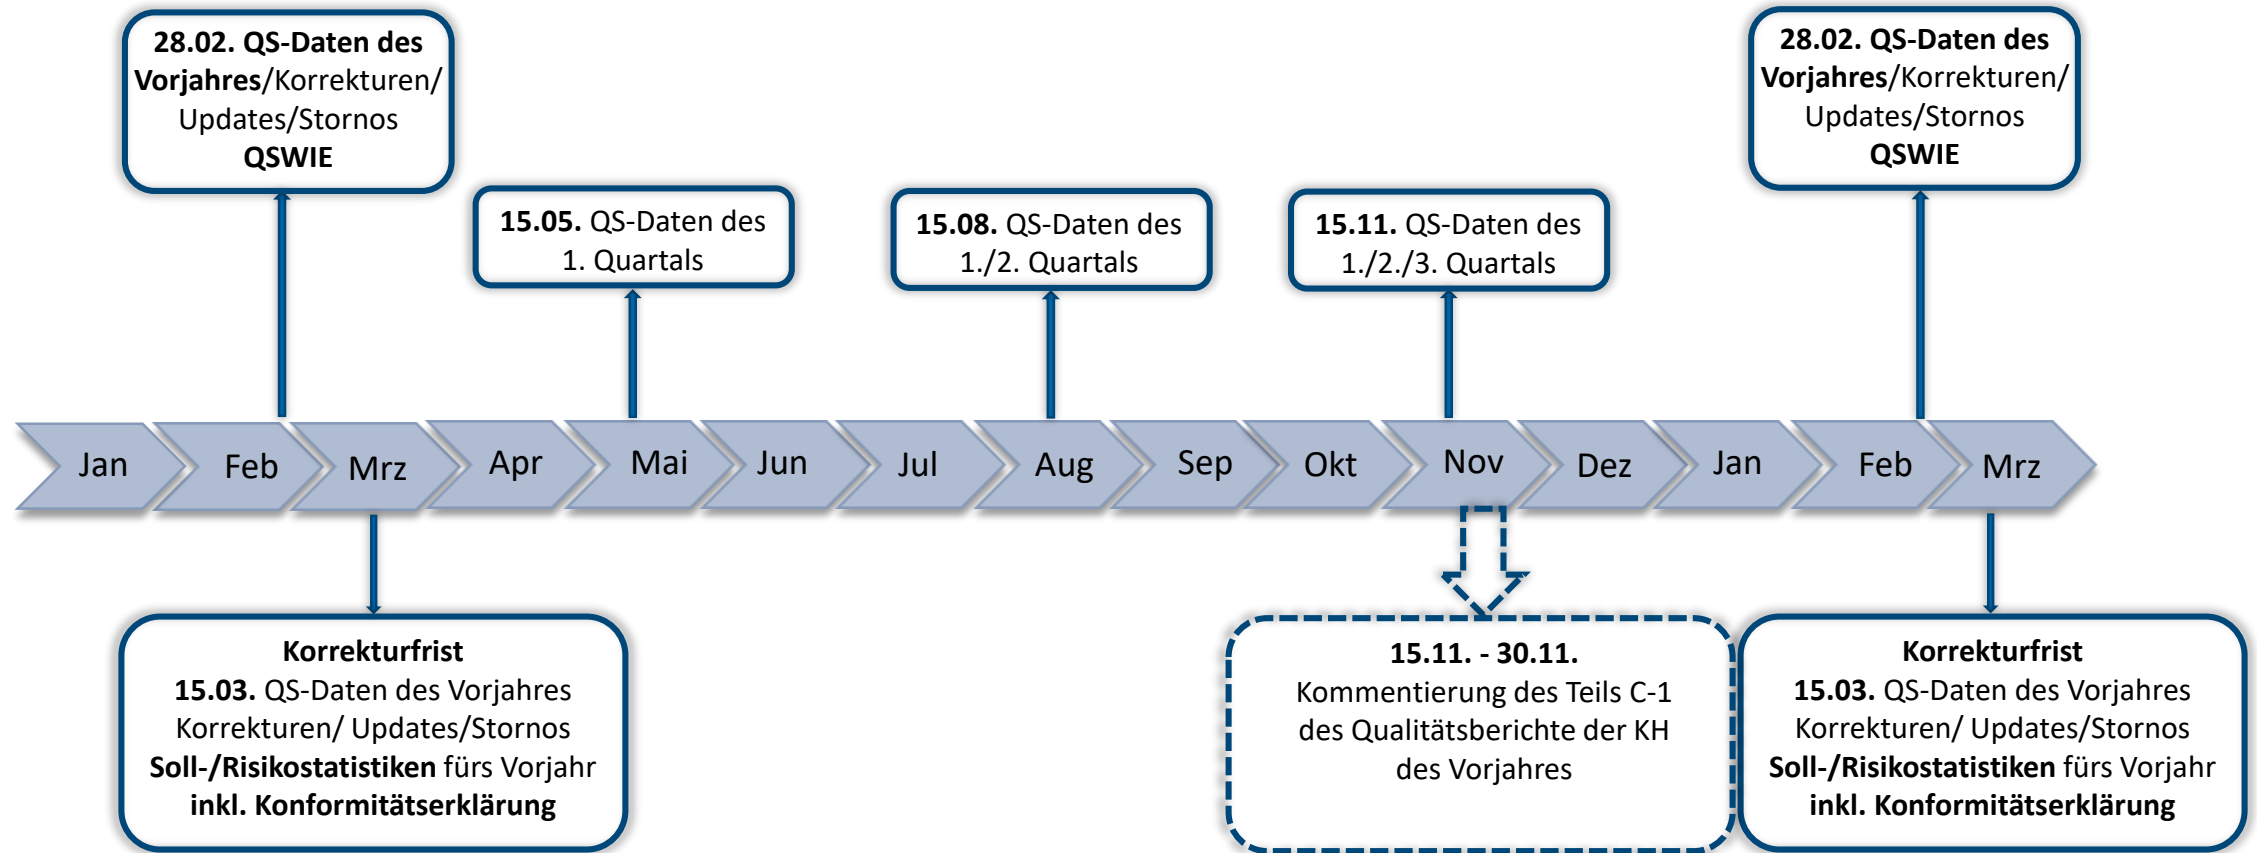 28.02. QS-Daten des
Vorjahres/Korrekturen/
Updates/Stornos
QSWIE
28.02. QS-Daten des
Vorjahres/Korrekturen/
Updates/Stornos
QSWIE
15.05. QS-Daten des
1. Quartals
15.08. QS-Daten des
1./2. Quartals
15.11. QS-Daten des
1./2./3. Quartals
Jan
Feb
Mrz
Apr
Mai
Jun
Jul
Aug
Sep
Okt
Nov
Dez
Jan
Feb
Mrz
Korrekturfrist
15.03. QS-Daten des Vorjahres
Korrekturen/ Updates/Stornos
Soll-/Risikostatistiken fürs Vorjahr
inkl. Konformitätserklärung
15.11. - 30.11.
Kommentierung des Teils C-1
des Qualitätsberichte der KH
des Vorjahres
Korrekturfrist
15.03. QS-Daten des Vorjahres
Korrekturen/ Updates/Stornos
Soll-/Risikostatistiken fürs Vorjahr
inkl. Konformitätserklärung